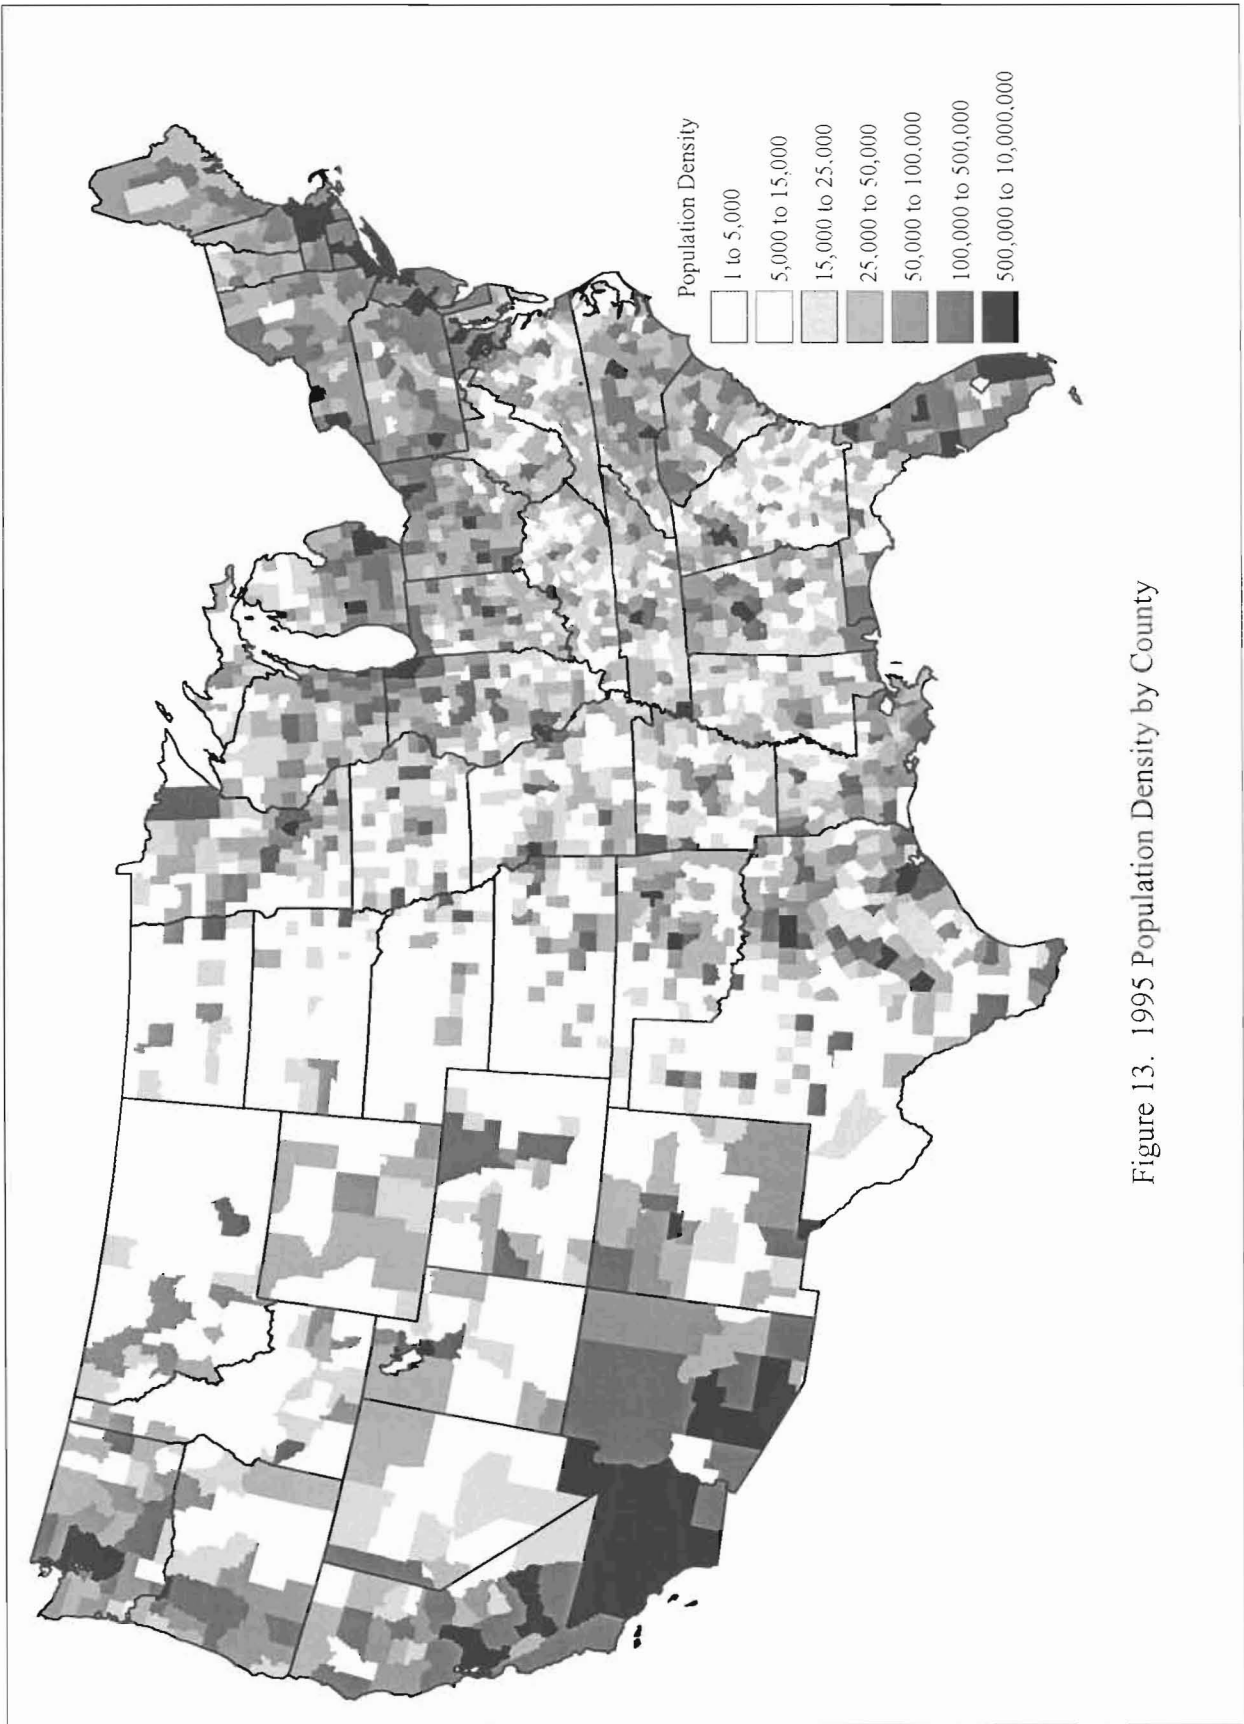 Population Density
1 to 5,000
5,000 to 15,000
15,000 to 25.000
25.000 to 50,000
50,000 to 100.000
100,000 to 500,000
500,000 to 10,000,000
Figure 13. 1995 Population Density by County